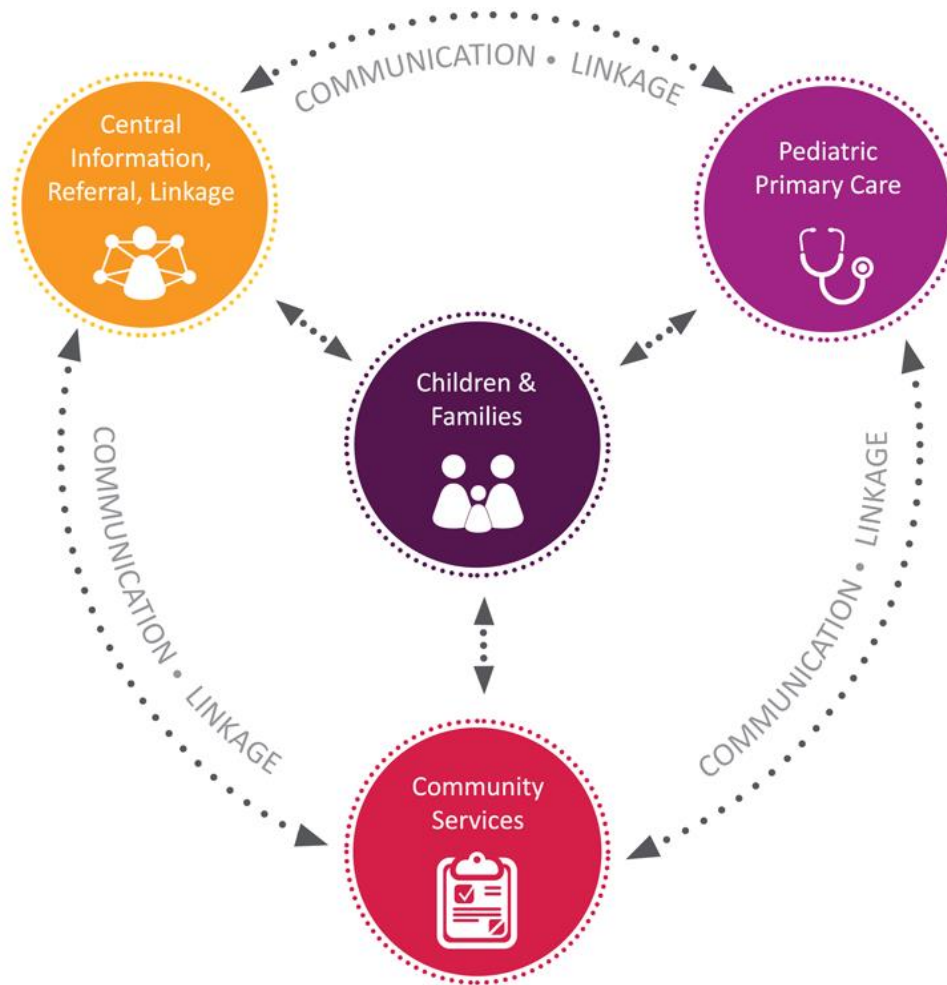 COMMUNICATION • LINKAGE
Central
Information,
Referral, Linkage
Pediatric
Primary Care
Children &
Families
COMMUNICATION • LINKAGE
COMMUNICATION • LINKAGE
Community
Services